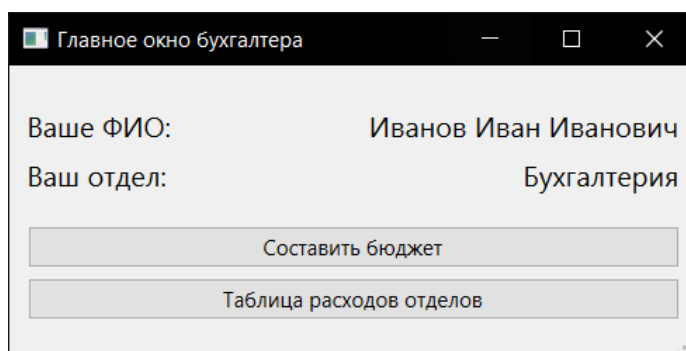 Главное окно бухгалтера
Ваше ФИО: Иванов Иван Иванович
Ваш отдел: Бухгалтерия
Составить бюджет
Таблица расходов отделов